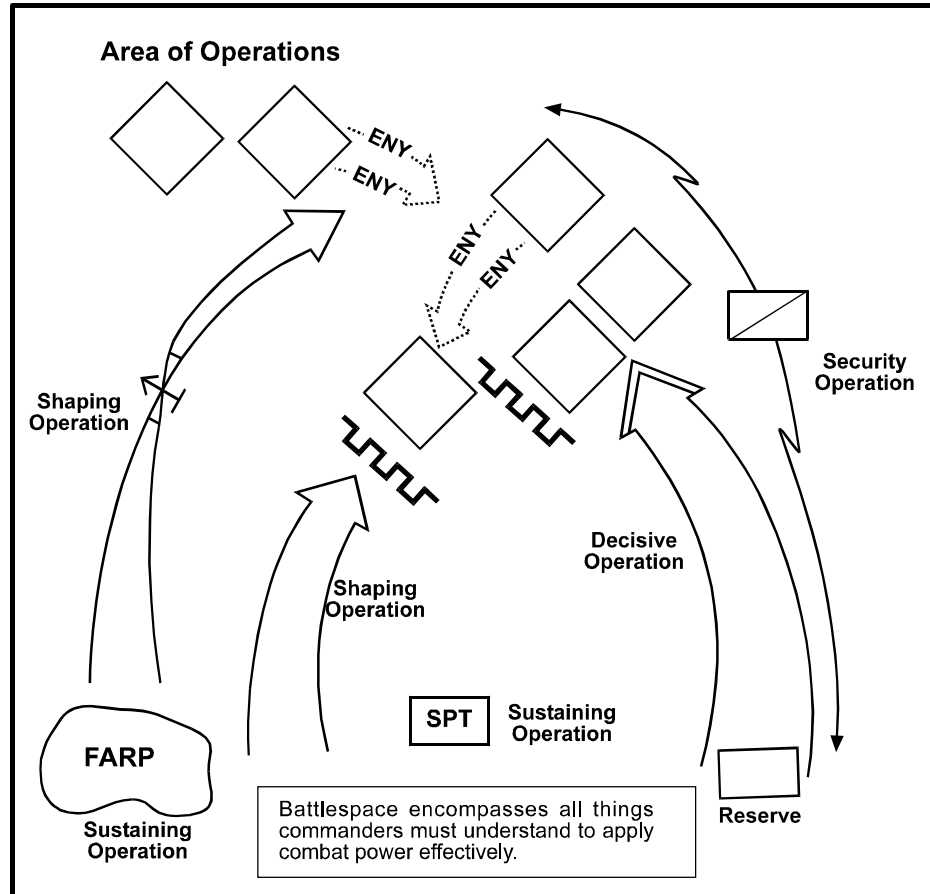 Area of Operations
ENY
ENY
ENY
ENY
Security
Operation
Shaping
Operation
Decisive
Operation
Shaping
Operation
SPT
Sustaining
Operation
FARP
Reserve
Sustaining
Operation
Battlespace encompasses all things
commanders must understand to apply
combat power effectively.